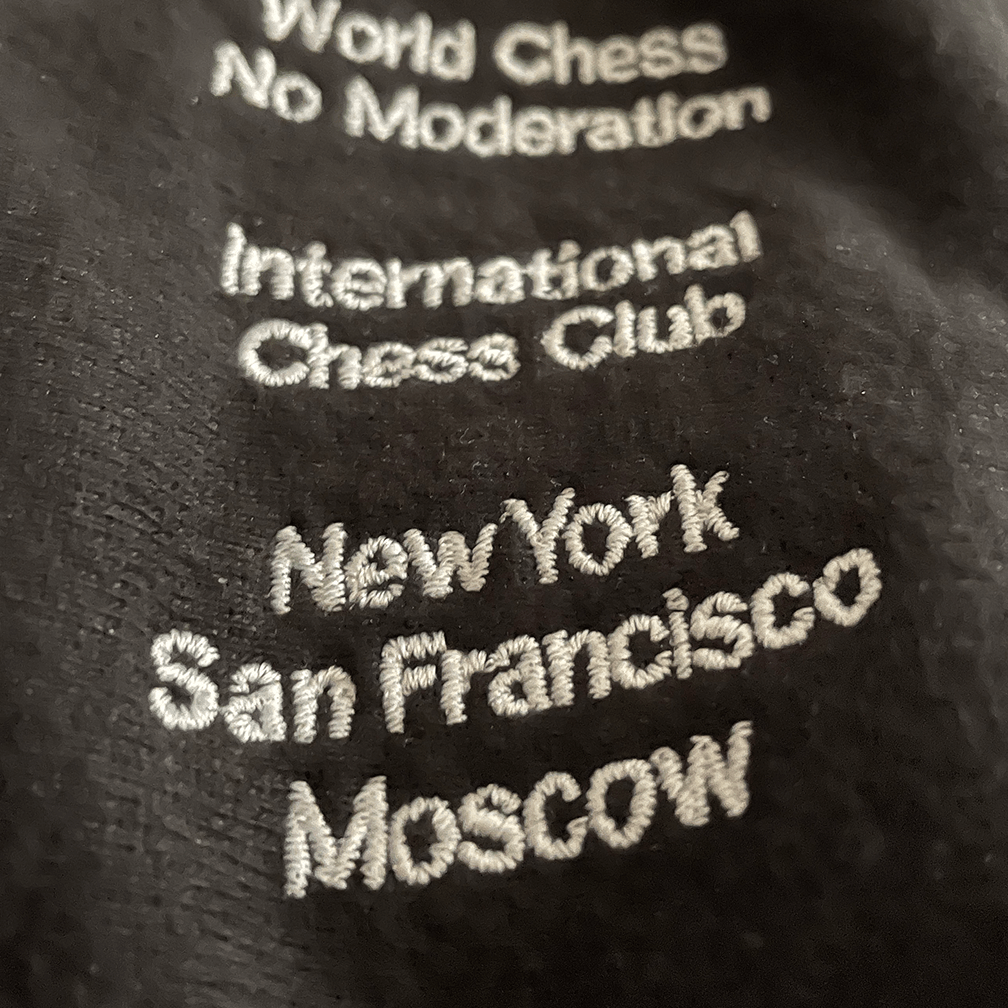 World Chess
No Moderation
International
Chess Club
New York
San Francisco
Moscow